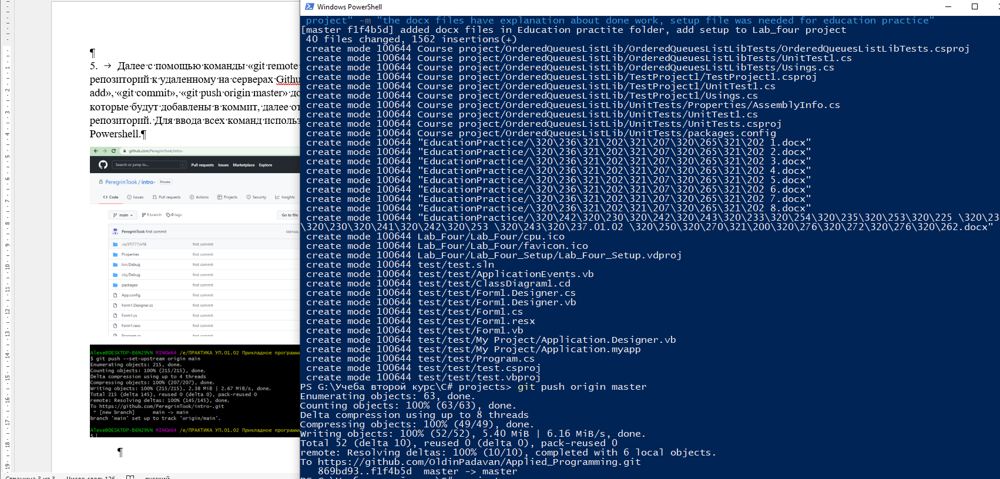 ¶
5. → Далее·с·помощью·команды·«git·remote·
репозиторий·к·удаленному·на·серверах·Githu
add»,·«git·commit»,·«git·push·origin·master»·до
которые·будут·добавлены·в·коммит,·далее·от
репозиторий.·Для·ввода·всех·команд·использ
Powershell.¶
github.com/PeregrinTook/intro-
Search or jump to... / Pull requests Issues Marketplace Explore
PeregrinTook / intro- Private
<> Code Issues Pull requests Actions Projects Security Insights
main 1 branch 0 tags Go to file
PeregrinTook first commit
.vs/УП777/v16 first commit
Properties first commit
bin/Debug first commit
obj/Debug first commit
packages first commit
App.config first commit
Form1.Designer.cs first commit
Form1.cs first commit
Form1.resx first commit
Program.cs first commit
Alexe@DESKTOP-B6N29VN MINGW64 /e/ПРАКТИКА УП.01.02 Прикладное программи
$ git push --set-upstream origin main
Enumerating objects: 215, done.
Counting objects: 100% (215/215), done.
Delta compression using up to 4 threads
Compressing objects: 100% (207/207), done.
Writing objects: 100% (215/215), 2.38 MiB | 2.67 MiB/s, done.
Total 215 (delta 145), reused 0 (delta 0), pack-reused 0
remote: Resolving deltas: 100% (145/145), done.
To https://github.com/PeregrinTook/intro-.git
* [new branch] main -> main
branch 'main' set up to track 'origin/main'.
Alexe@DESKTOP-B6N29VN MINGW64 /e/ПРАКТИКА УП.01.02 Прикладное программи
$
¶
Страница 3 из 3 Число слов: 126 русский
Windows PowerShell
project" -m "the docx files have explanation about done work, setup file was needed for education practice"
[master f1f4b5d] added docx files in Education practite folder, add setup to Lab_four project
40 files changed, 1562 insertions(+)
create mode 100644 Course project/OrderedQueuesListLib/OrderedQueuesListLibTests/OrderedQueuesListLibTests.csproj
create mode 100644 Course project/OrderedQueuesListLib/OrderedQueuesListLibTests/UnitTest1.cs
create mode 100644 Course project/OrderedQueuesListLib/OrderedQueuesListLibTests/Usings.cs
create mode 100644 Course project/OrderedQueuesListLib/TestProject1/TestProject1.csproj
create mode 100644 Course project/OrderedQueuesListLib/TestProject1/UnitTest1.cs
create mode 100644 Course project/OrderedQueuesListLib/TestProject1/Usings.cs
create mode 100644 Course project/OrderedQueuesListLib/UnitTests/Properties/AssemblyInfo.cs
create mode 100644 Course project/OrderedQueuesListLib/UnitTests/UnitTest1.cs
create mode 100644 Course project/OrderedQueuesListLib/UnitTests/UnitTests.csproj
create mode 100644 Course project/OrderedQueuesListLib/UnitTests/packages.config
create mode 100644 "EducationPractice/\320\236\321\202\321\207\320\265\321\202 1.docx"
create mode 100644 "EducationPractice/\320\236\321\202\321\207\320\265\321\202 2.docx"
create mode 100644 "EducationPractice/\320\236\321\202\321\207\320\265\321\202 3.docx"
create mode 100644 "EducationPractice/\320\236\321\202\321\207\320\265\321\202 4.docx"
create mode 100644 "EducationPractice/\320\236\321\202\321\207\320\265\321\202 5.docx"
create mode 100644 "EducationPractice/\320\236\321\202\321\207\320\265\321\202 6.docx"
create mode 100644 "EducationPractice/\320\236\321\202\321\207\320\265\321\202 7.docx"
create mode 100644 "EducationPractice/\320\236\321\202\321\207\320\265\321\202 8.docx"
create mode 100644 "EducationPractice/\320\242\320\230\320\242\320\243\320\233\320\254\320\235\320\253\320\225 \320\23
\320\230\320\241\320\242\320\253 \320\243\320\237.01.02 \320\250\320\270\321\200\320\276\320\272\320\276\320\262.docx"
create mode 100644 Lab_Four/Lab_Four/cpu.ico
create mode 100644 Lab_Four/Lab_Four/favicon.ico
create mode 100644 Lab_Four/Lab_Four_Setup/Lab_Four_Setup.vdproj
create mode 100644 test/test.sln
create mode 100644 test/test/ApplicationEvents.vb
create mode 100644 test/test/ClassDiagram1.cd
create mode 100644 test/test/Form1.Designer.cs
create mode 100644 test/test/Form1.Designer.vb
create mode 100644 test/test/Form1.cs
create mode 100644 test/test/Form1.resx
create mode 100644 test/test/Form1.vb
create mode 100644 test/test/My Project/Application.Designer.vb
create mode 100644 test/test/My Project/Application.myapp
create mode 100644 test/test/Program.cs
create mode 100644 test/test/test.csproj
create mode 100644 test/test/test.vbproj
PS G:\Учеба второй курс\C# projects> git push origin master
Enumerating objects: 63, done.
Counting objects: 100% (63/63), done.
Delta compression using up to 8 threads
Compressing objects: 100% (49/49), done.
Writing objects: 100% (52/52), 5.40 MiB | 6.16 MiB/s, done.
Total 52 (delta 10), reused 0 (delta 0), pack-reused 0
remote: Resolving deltas: 100% (10/10), completed with 6 local objects.
To https://github.com/OldinPadavan/Applied_Programming.git
869bd93..f1f4b5d master -> master